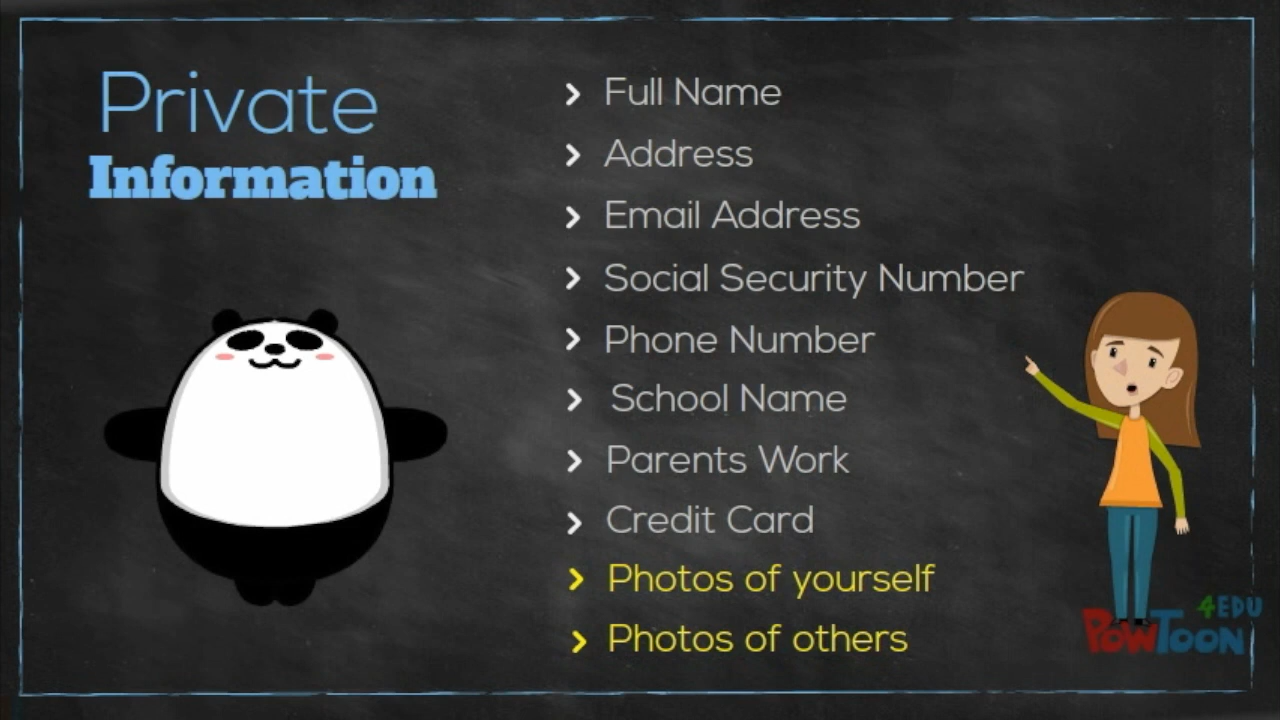 Private
Information
Full Name
Address
Email Address
Social Security Number
Phone Number
School Name
Parents Work
Credit Card
Photos of yourself
Photos of others
4EDU
PowToon